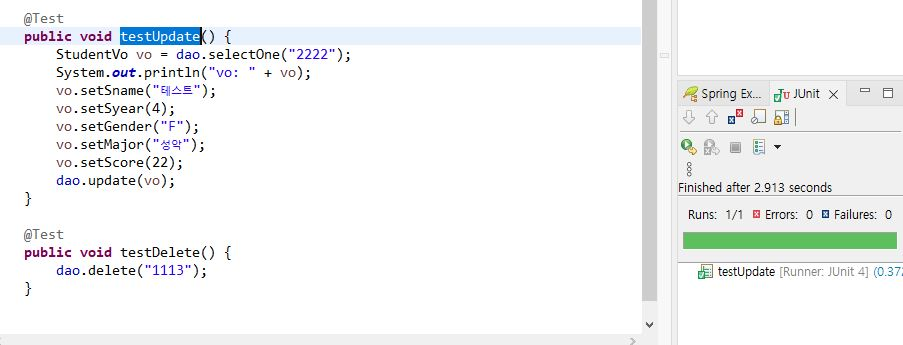 @Test
public void testUpdate() {
StudentVo vo = dao.selectOne("2222");
System.out.println("vo: " + vo);
vo.setSname("테스트");
vo.setSyear(4);
vo.setGender("F");
vo.setMajor("성악");
vo.setScore(22);
dao.update(vo);
}
@Test
public void testDelete() {
dao.delete("1113");
}
Spring Ex... JUnit
Finished after 2.913 seconds
Runs: 1/1 Errors: 0 Failures: 0
testUpdate [Runner: JUnit 4] (0.37